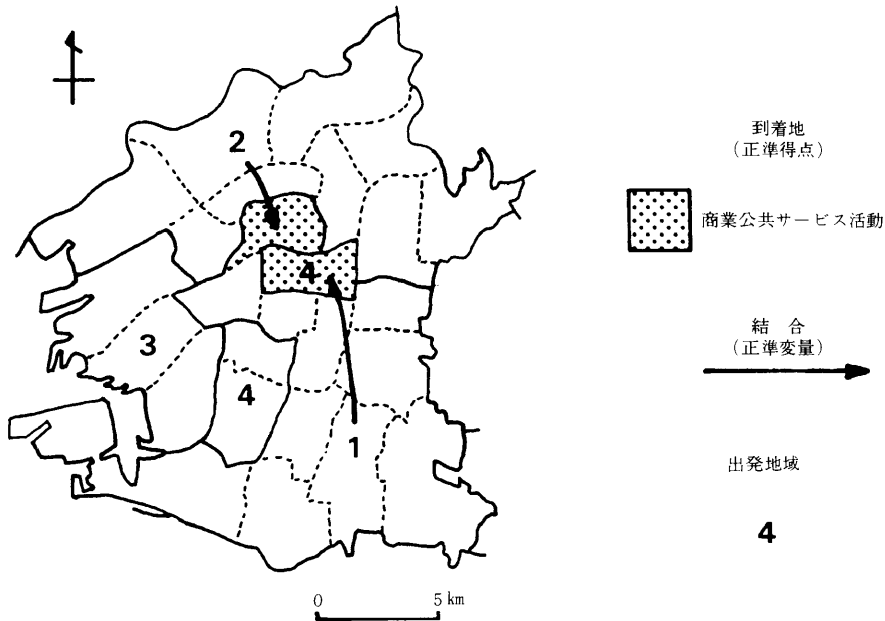 2
4
3
4
1
0 5 km
到着地
(正準得点)
商業公共サービス活動
結 合
(正準変量)
出発地域
4